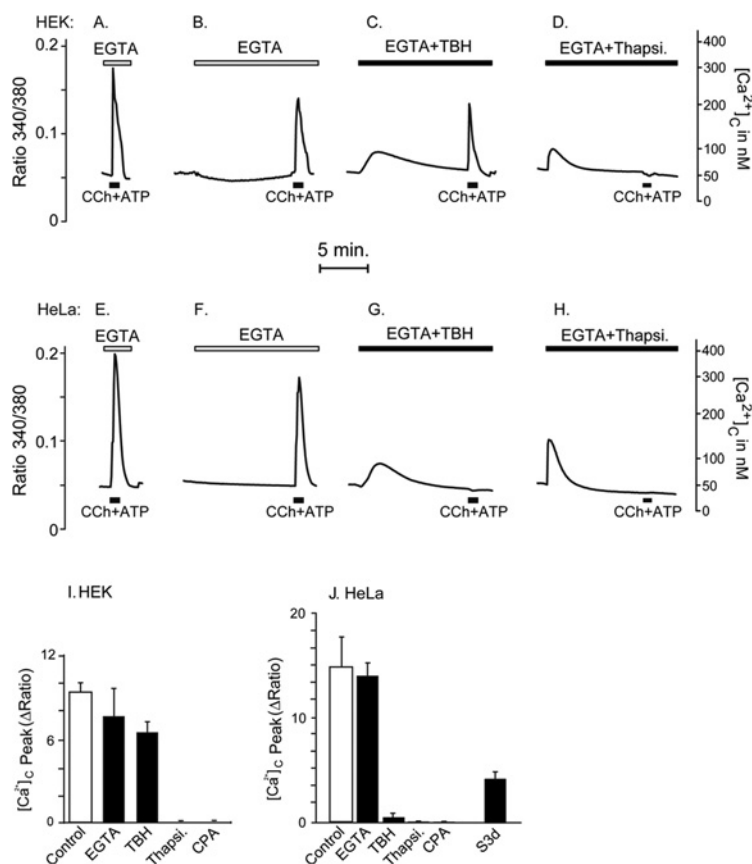 HEK: A. B. C. D.
EGTA EGTA EGTA+TBH EGTA+Thapsi.
0.2
0.1
0
Ratio 340/380
400
300
200
100
50
0
[Ca2+]C in nM
CCh+ATP CCh+ATP CCh+ATP CCh+ATP
5 min.
HeLa: E. F. G. H.
EGTA EGTA EGTA+TBH EGTA+Thapsi.
0.2
0.1
0
Ratio 340/380
400
300
200
100
50
0
[Ca2+]C in nM
CCh+ATP CCh+ATP CCh+ATP CCh+ATP
I. HEK
12
6
0
[Ca2+]C Peak (ΔRatio)
Control EGTA TBH Thapsi. CPA
J. HeLa
20
10
0
[Ca2+]C Peak (ΔRatio)
Control EGTA TBH Thapsi. CPA S3d